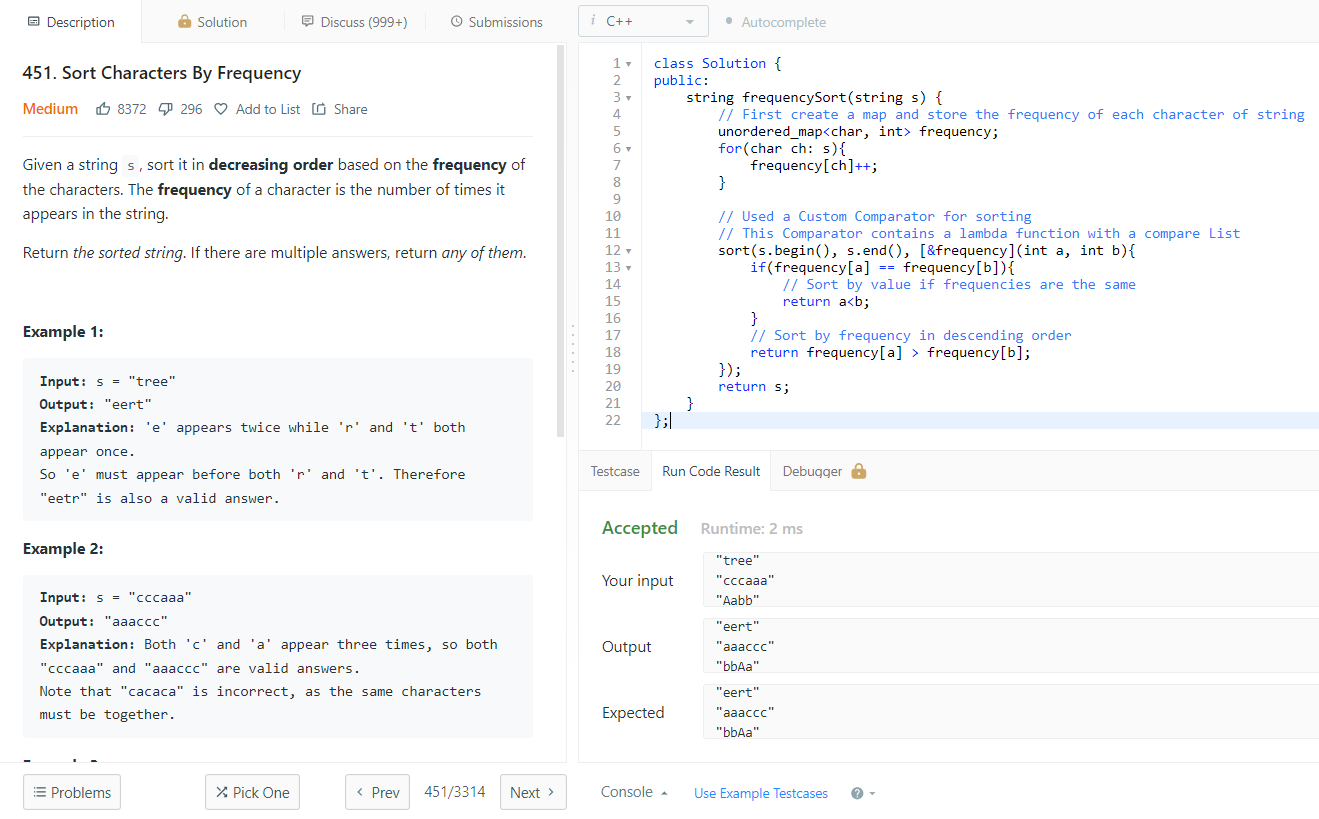 Description
Solution
Discuss (999+)
Submissions
i C++
Autocomplete
451. Sort Characters By Frequency
Medium 8372 296 Add to List Share
Given a string s, sort it in decreasing order based on the frequency of
the characters. The frequency of a character is the number of times it
appears in the string.
Return the sorted string. If there are multiple answers, return any of them.
Example 1:
Input: s = "tree"
Output: "eert"
Explanation: 'e' appears twice while 'r' and 't' both
appear once.
So 'e' must appear before both 'r' and 't'. Therefore
"eetr" is also a valid answer.
Example 2:
Input: s = "cccaaa"
Output: "aaaccc"
Explanation: Both 'c' and 'a' appear three times, so both
"cccaaa" and "aaaccc" are valid answers.
Note that "cacaca" is incorrect, as the same characters
must be together.
Problems
Pick One
Prev
451/3314
Next
1 class Solution {
2 public:
3 string frequencySort(string s) {
4 // First create a map and store the frequency of each character of string
5 unordered_map<char, int> frequency;
6 for(char ch: s){
7 frequency[ch]++;
8 }
9
10 // Used a Custom Comparator for sorting
11 // This Comparator contains a lambda function with a compare List
12 sort(s.begin(), s.end(), [&frequency](int a, int b){
13 if(frequency[a] == frequency[b]){
14 // Sort by value if frequencies are the same
15 return a<b;
16 }
17 // Sort by frequency in descending order
18 return frequency[a] > frequency[b];
19 });
20 return s;
21 }
22 };
Testcase
Run Code Result
Debugger
Accepted Runtime: 2 ms
Your input
"tree"
"cccaaa"
"Aabb"
Output
"eert"
"aaaccc"
"bbAa"
Expected
"eert"
"aaaccc"
"bbAa"
Console
Use Example Testcases
?